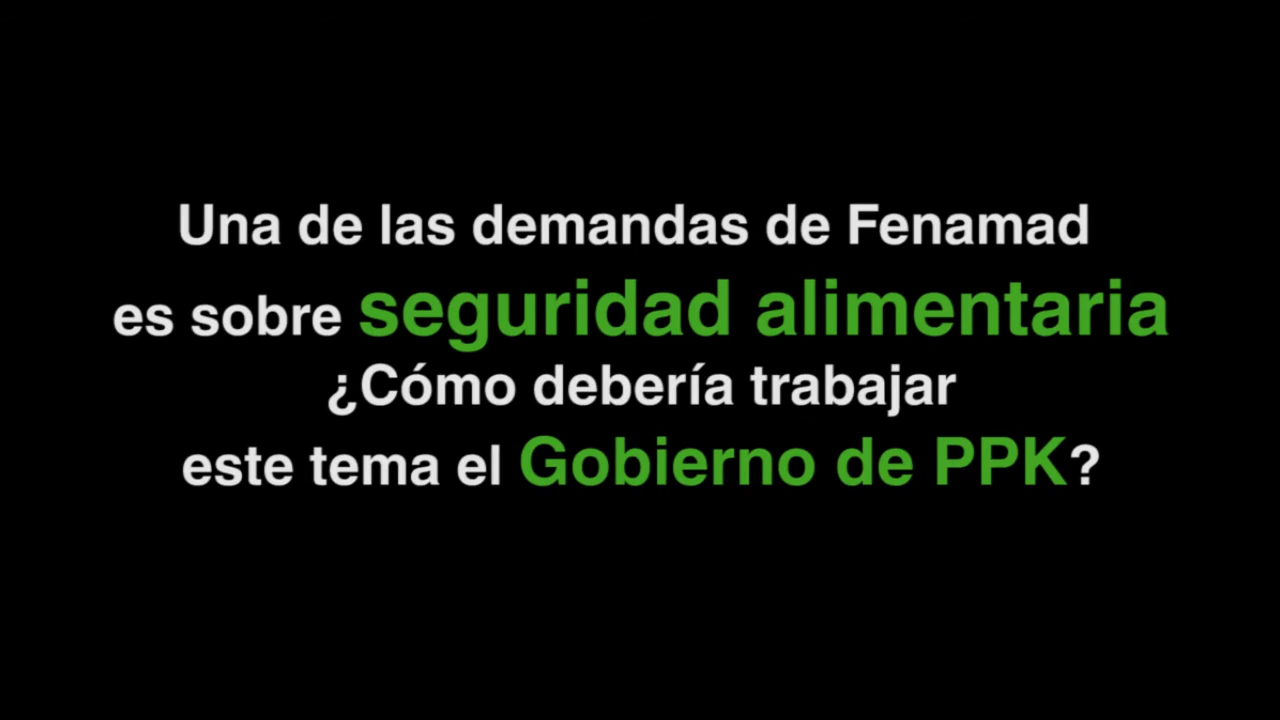 Una de las demandas de Fenamad
es sobre seguridad alimentaria
¿Cómo debería trabajar
este tema el Gobierno de PPK?